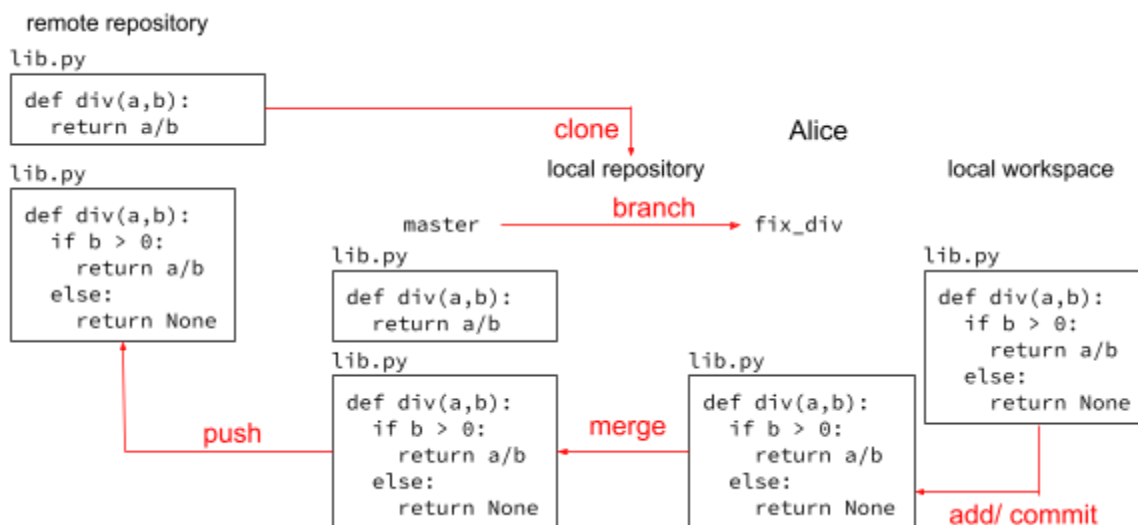 remote repository
lib.py
def div(a,b):
  return a/b
clone
Alice
local repository
local workspace
lib.py
def div(a,b):
  if b > 0:
    return a/b
  else:
    return None
master
branch
fix_div
lib.py
def div(a,b):
  return a/b
lib.py
def div(a,b):
  if b > 0:
    return a/b
  else:
    return None
lib.py
def div(a,b):
  if b > 0:
    return a/b
  else:
    return None
lib.py
def div(a,b):
  if b > 0:
    return a/b
  else:
    return None
push
merge
add/ commit